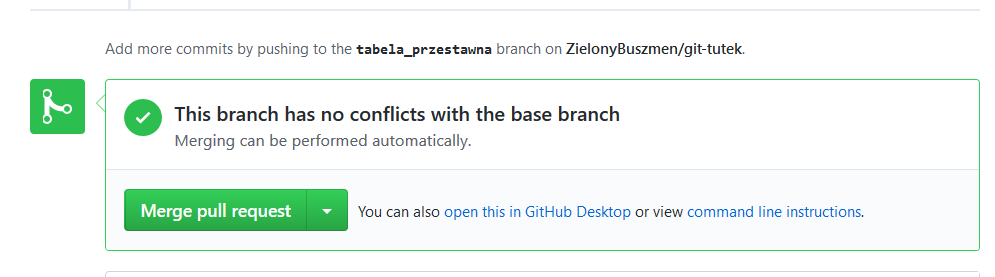 Add more commits by pushing to the tabela_przestawna branch on ZielonyBuszmen/git-tutek.
This branch has no conflicts with the base branch
Merging can be performed automatically.
Merge pull request You can also open this in GitHub Desktop or view command line instructions.